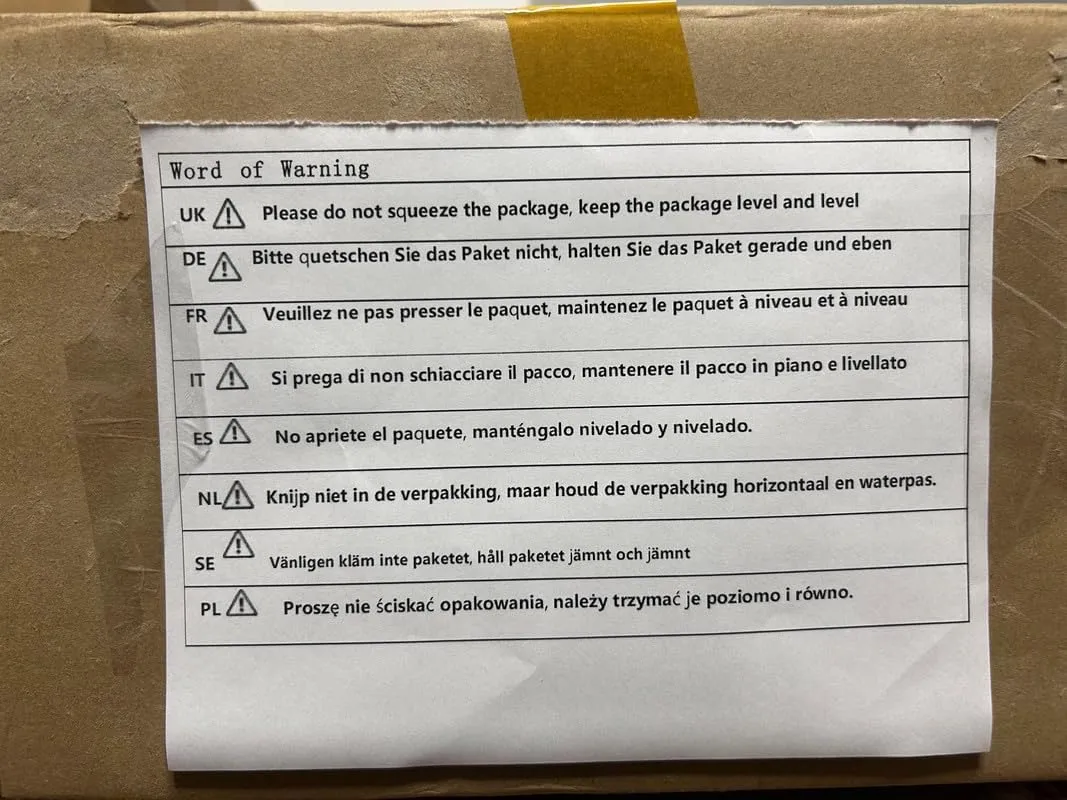 Word of Warning
UK Please do not squeeze the package, keep the package level and level
DE Bitte quetschen Sie das Paket nicht, halten Sie das Paket gerade und eben
FR Veuillez ne pas presser le paquet, maintenez le paquet à niveau et à niveau
IT Si prega di non schiacciare il pacco, mantenere il pacco in piano e livellato
ES No apriete el paquete, manténgalo nivelado y nivelado.
NL Knijp niet in de verpakking, maar houd de verpakking horizontaal en waterpas.
SE Vänligen kläm inte paketet, håll paketet jämnt och jämnt
PL Proszę nie ściskać opakowania, należy trzymać je poziomo i równo.